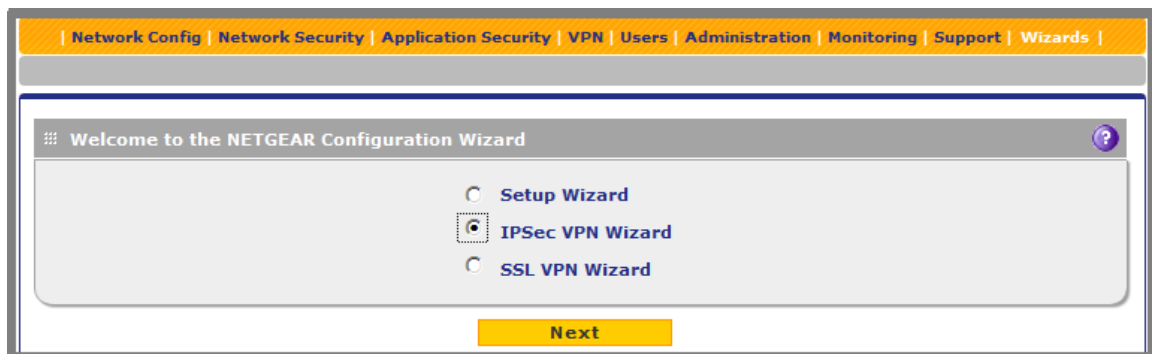 | Network Config | Network Security | Application Security | VPN | Users | Administration | Monitoring | Support | Wizards |
Welcome to the NETGEAR Configuration Wizard
?
Setup Wizard
IPSec VPN Wizard
SSL VPN Wizard
Next